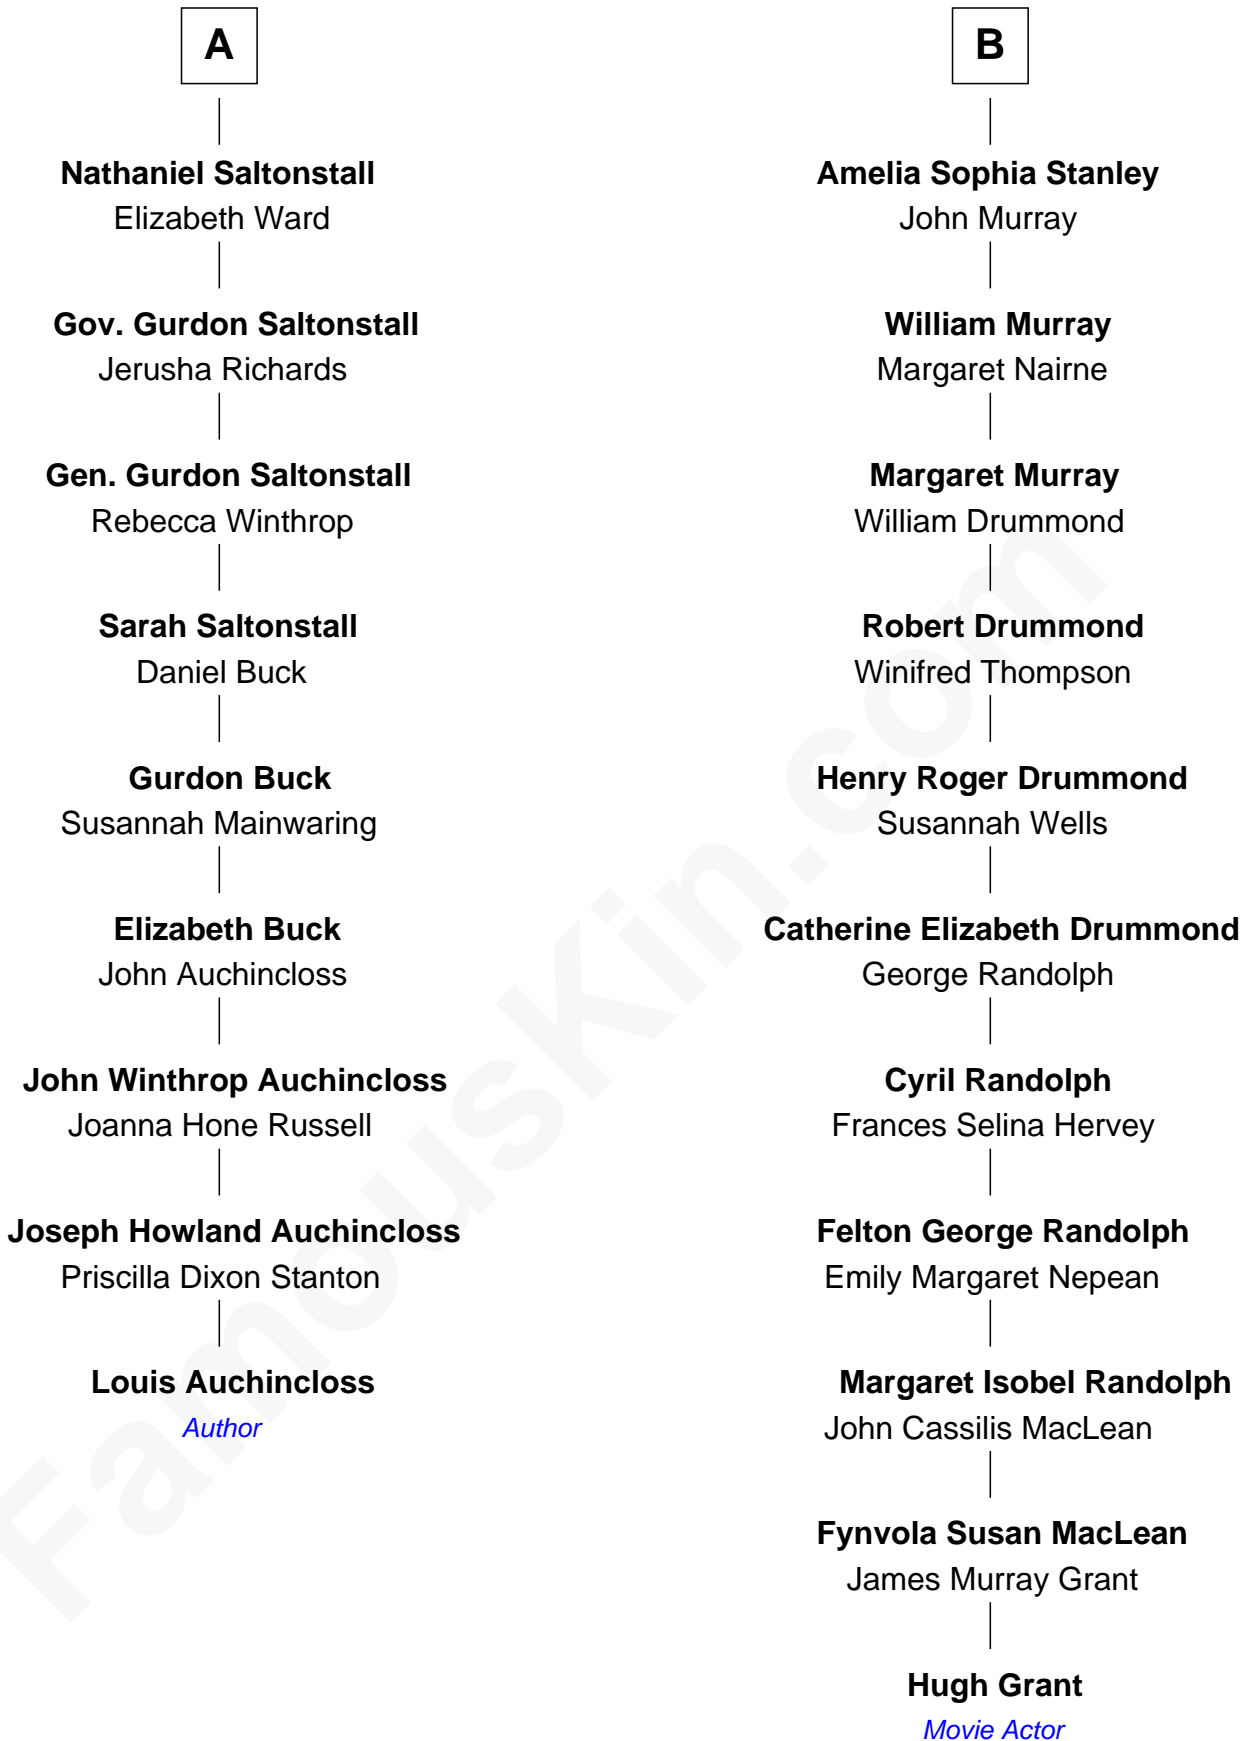 A
Nathaniel Saltonstall
Elizabeth Ward
Gov. Gurdon Saltonstall
Jerusha Richards
Gen. Gurdon Saltonstall
Rebecca Winthrop
Sarah Saltonstall
Daniel Buck
Gurdon Buck
Susannah Mainwaring
Elizabeth Buck
John Auchincloss
John Winthrop Auchincloss
Joanna Hone Russell
Joseph Howland Auchincloss
Priscilla Dixon Stanton
Louis Auchincloss
Author
B
Amelia Sophia Stanley
John Murray
William Murray
Margaret Nairne
Margaret Murray
William Drummond
Robert Drummond
Winifred Thompson
Henry Roger Drummond
Susannah Wells
Catherine Elizabeth Drummond
George Randolph
Cyril Randolph
Frances Selina Hervey
Felton George Randolph
Emily Margaret Nepean
Margaret Isobel Randolph
John Cassilis MacLean
Fynvola Susan MacLean
James Murray Grant
Hugh Grant
Movie Actor
FamousKin.com